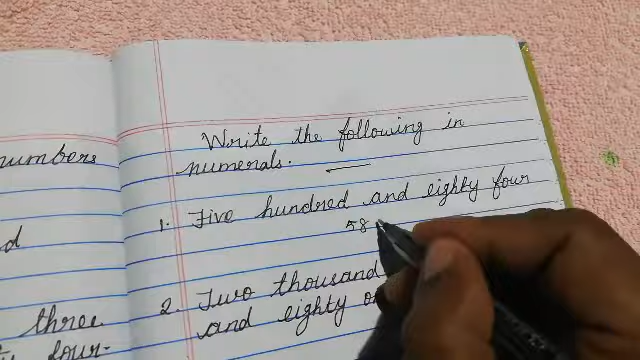 numbers
d
three
four-
Write the following in
numerals.
1. Five hundred and eighty four
58
2. Two thousand
and eighty